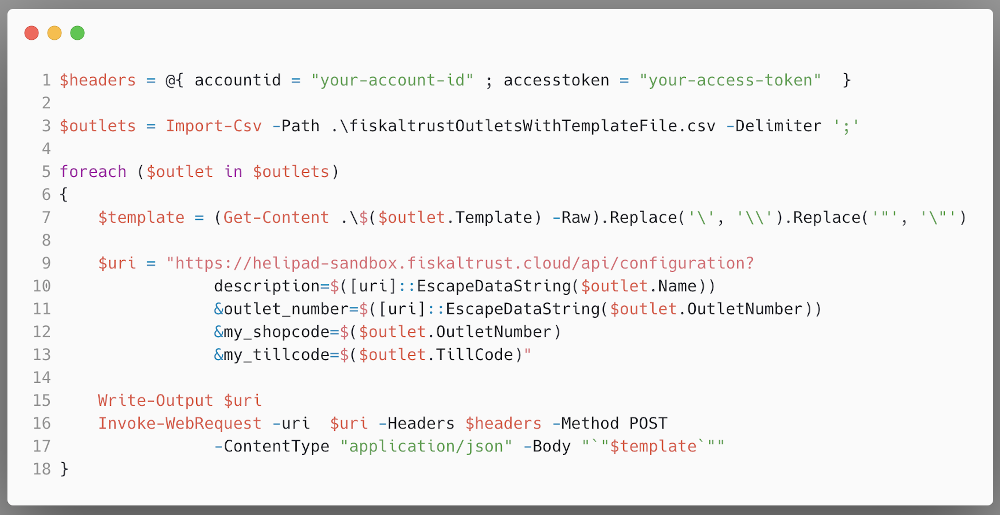 1 $headers = @{ accountid = "your-account-id" ; accesstoken = "your-access-token"  }
2
3 $outlets = Import-Csv -Path .\fiskaltrustOutletsWithTemplateFile.csv -Delimiter ';'
4
5 foreach ($outlet in $outlets)
6 {
7     $template = (Get-Content .\$($outlet.Template) -Raw).Replace('\', '\\').Replace('"', '\"')
8
9     $uri = "https://helipad-sandbox.fiskaltrust.cloud/api/configuration?
10                 description=$([uri]::EscapeDataString($outlet.Name))
11                 &outlet_number=$([uri]::EscapeDataString($outlet.OutletNumber))
12                 &my_shopcode=$($outlet.OutletNumber)
13                 &my_tillcode=$($outlet.TillCode)"
14
15     Write-Output $uri
16     Invoke-WebRequest -uri  $uri -Headers $headers -Method POST
17                 -ContentType "application/json" -Body "`"$template`""
18 }